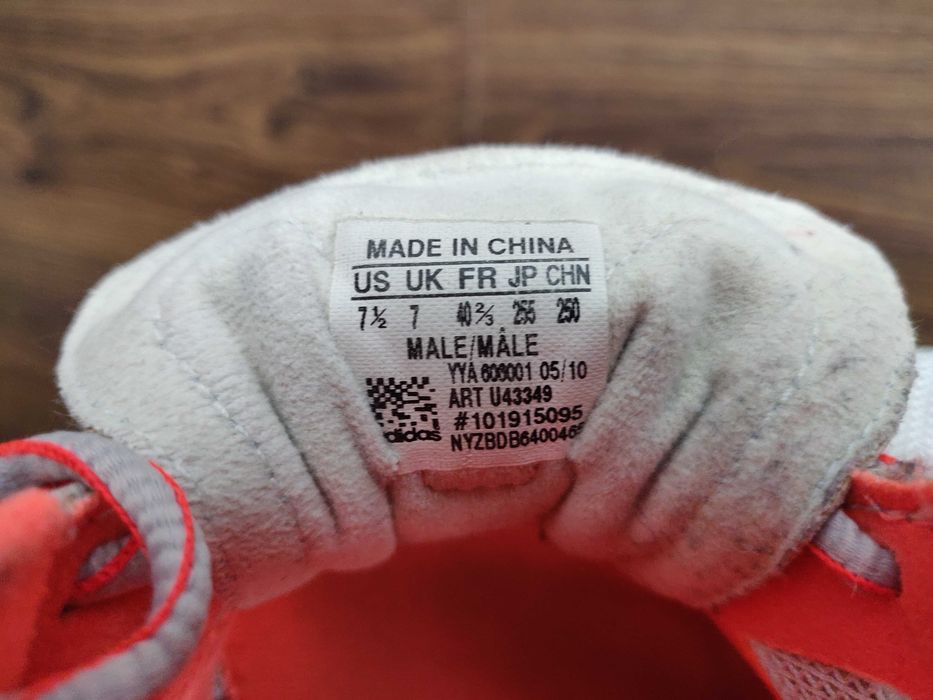 MADE IN CHINA
US UK FR JP CHN
7½ 7 40⅔ 255 250
MALE/MÂLE
YYA 606001 05/10
ART U43349
#101915095
adidas